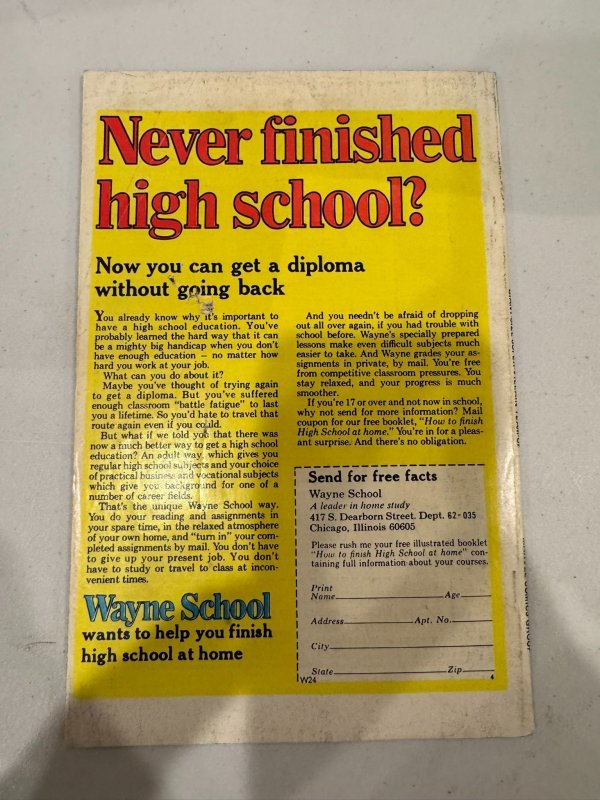 Never finished
high school?
Now you can get a diploma
without going back
You already know why it's important to
have a high school education. You've
probably learned the hard way that it can
be a mighty big handicap when you don't
have enough education – no matter how
hard you work at your job.
What can you do about it?
Maybe you've thought of trying again
to get a diploma. But you've suffered
enough classroom "battle fatigue" to last
you a lifetime. So you'd hate to travel that
route again even if you could.
But what if we told you that there was
now a much better way to get a high school
education? An adult way, which gives you
regular high school subjects and your choice
of practical business and vocational subjects
which give you background for one of a
number of career fields.
That's the unique Wayne School way.
You do your reading and assignments in
your spare time, in the relaxed atmosphere
of your own home, and "turn in" your com-
pleted assignments by mail. You don't have
to give up your present job. You don't
have to study or travel to class at incon-
venient times.
Wayne School
wants to help you finish
high school at home
And you needn't be afraid of dropping
out all over again, if you had trouble with
school before. Wayne's specially prepared
lessons make even difficult subjects much
easier to take. And Wayne grades your as-
signments in private, by mail. You're free
from competitive classroom pressures. You
stay relaxed, and your progress is much
smoother.
If you're 17 or over and not now in school,
why not send for more information? Mail
coupon for our free booklet, "How to finish
High School at home." You're in for a pleas-
ant surprise. And there's no obligation.
Send for free facts
Wayne School
A leader in home study
417 S. Dearborn Street. Dept. 62-035
Chicago, Illinois 60605
Please rush me your free illustrated booklet
"How to finish High School at home" con-
taining full information about your courses.
Print
Name Age
Address Apt. No.
City
State Zip
W24 4